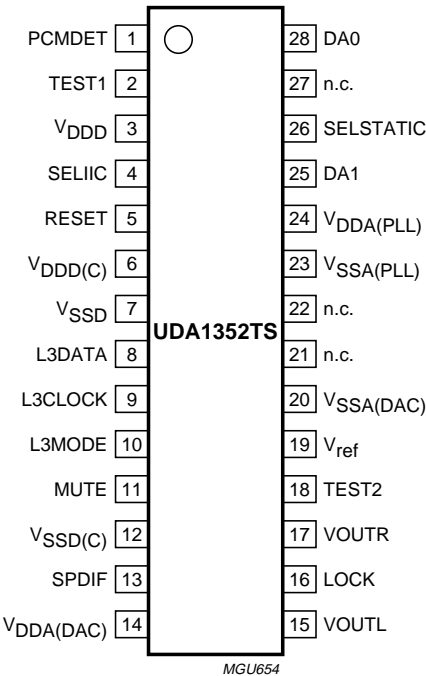 PCMDET 1
TEST1 2
VDDD 3
SELIIC 4
RESET 5
VDDD(C) 6
VSSD 7
L3DATA 8
L3CLOCK 9
L3MODE 10
MUTE 11
VSSD(C) 12
SPDIF 13
VDDA(DAC) 14
UDA1352TS
28 DA0
27 n.c.
26 SELSTATIC
25 DA1
24 VDDA(PLL)
23 VSSA(PLL)
22 n.c.
21 n.c.
20 VSSA(DAC)
19 Vref
18 TEST2
17 VOUTR
16 LOCK
15 VOUTL
MGU654